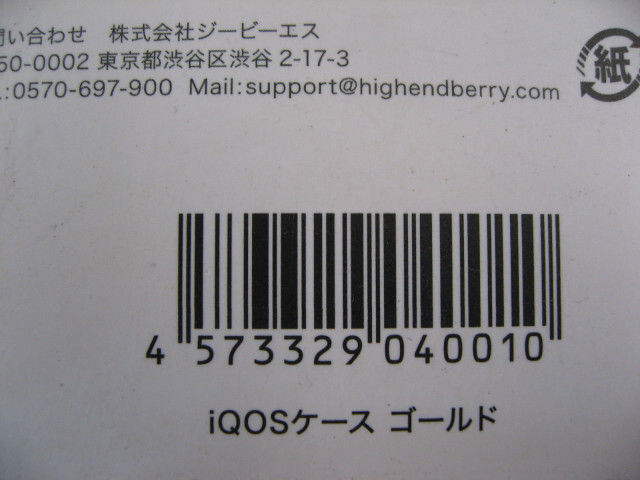 問い合わせ 株式会社ジービーエス
50-0002 東京都渋谷区渋谷 2-17-3
:0570-697-900 Mail:support@highendberry.com
紙
4 573329 040010
iQOSケース ゴールド